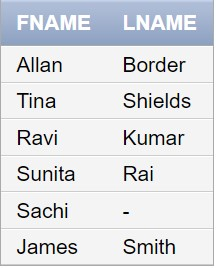 FNAME LNAME
Allan Border
Tina Shields
Ravi Kumar
Sunita Rai
Sachi -
James Smith